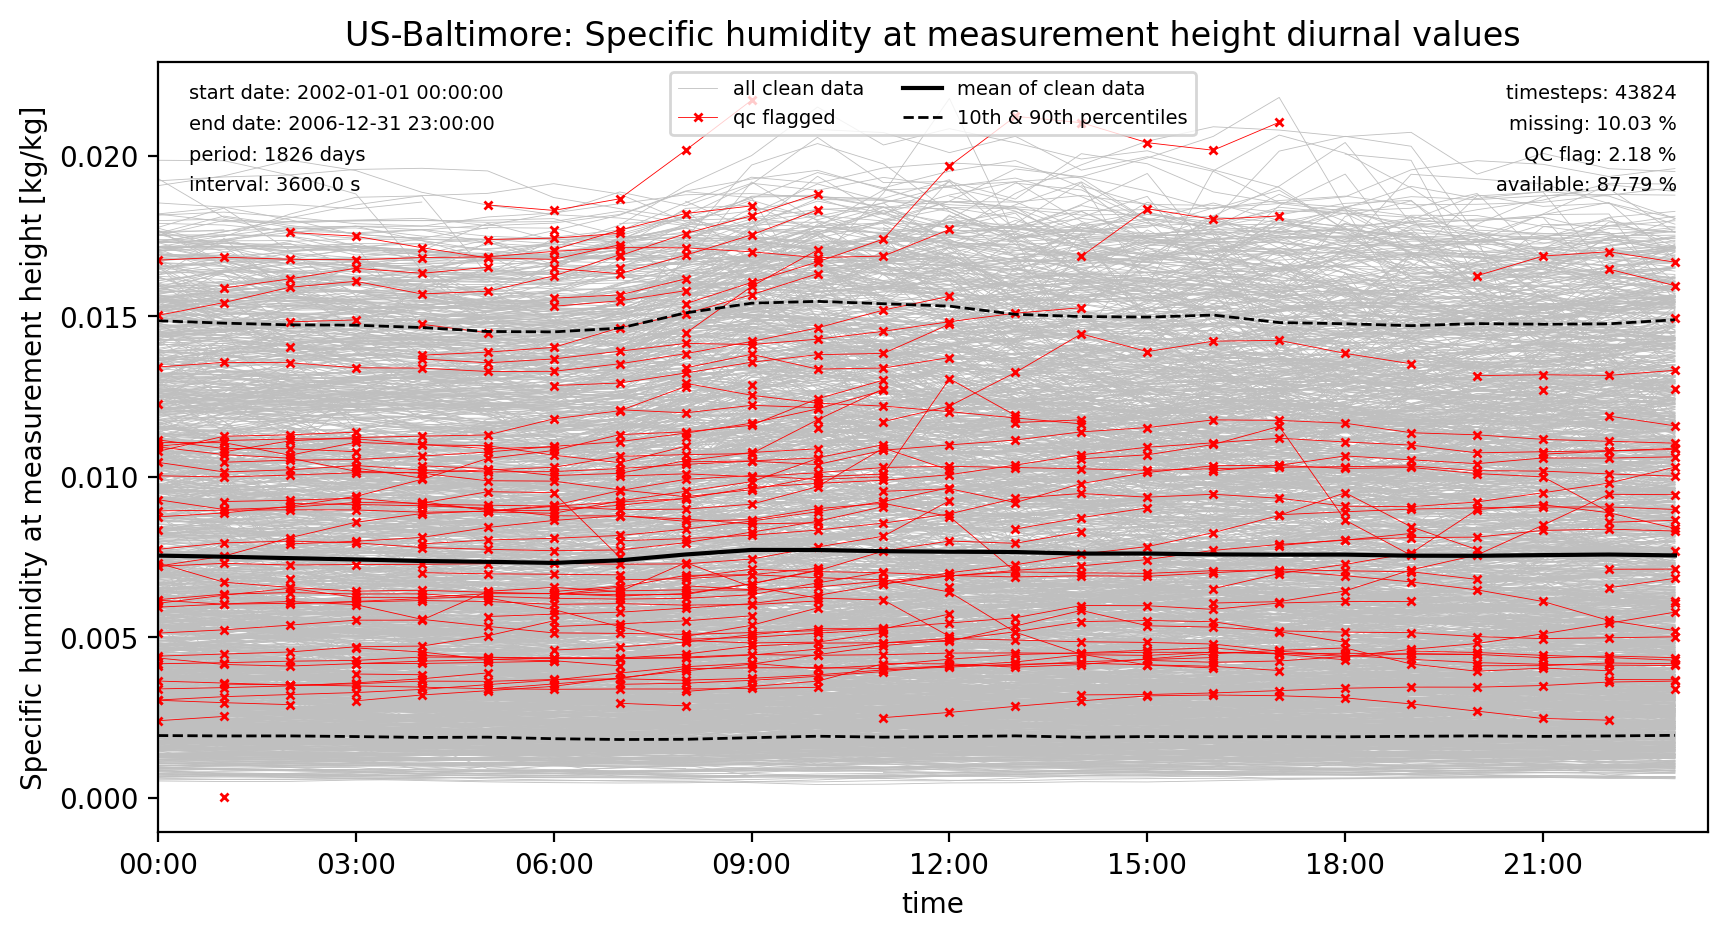 US-Baltimore: Specific humidity at measurement height diurnal values
start date: 2002-01-01 00:00:00
end date: 2006-12-31 23:00:00
period: 1826 days
interval: 3600.0 s
all clean data
qc flagged
mean of clean data
10th & 90th percentiles
timesteps: 43824
missing: 10.03 %
QC flag: 2.18 %
available: 87.79 %
Specific humidity at measurement height [kg/kg]
0.020
0.015
0.010
0.005
0.000
00:00 03:00 06:00 09:00 12:00 15:00 18:00 21:00
time